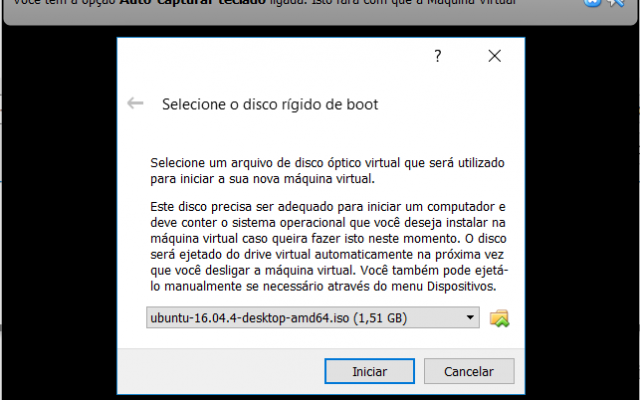 Você tem a opção Auto Capturar teclado ligada. Isto fará com que a Máquina Virtual
?
Selecione o disco rígido de boot
Selecione um arquivo de disco óptico virtual que será utilizado
para iniciar a sua nova máquina virtual.
Este disco precisa ser adequado para iniciar um computador e
deve conter o sistema operacional que você deseja instalar na
máquina virtual caso queira fazer isto neste momento. O disco
será ejetado do drive virtual automaticamente na próxima vez
que você desligar a máquina virtual. Você também pode ejetá-
lo manualmente se necessário através do menu Dispositivos.
ubuntu-16.04.4-desktop-amd64.iso (1,51 GB)
Iniciar
Cancelar